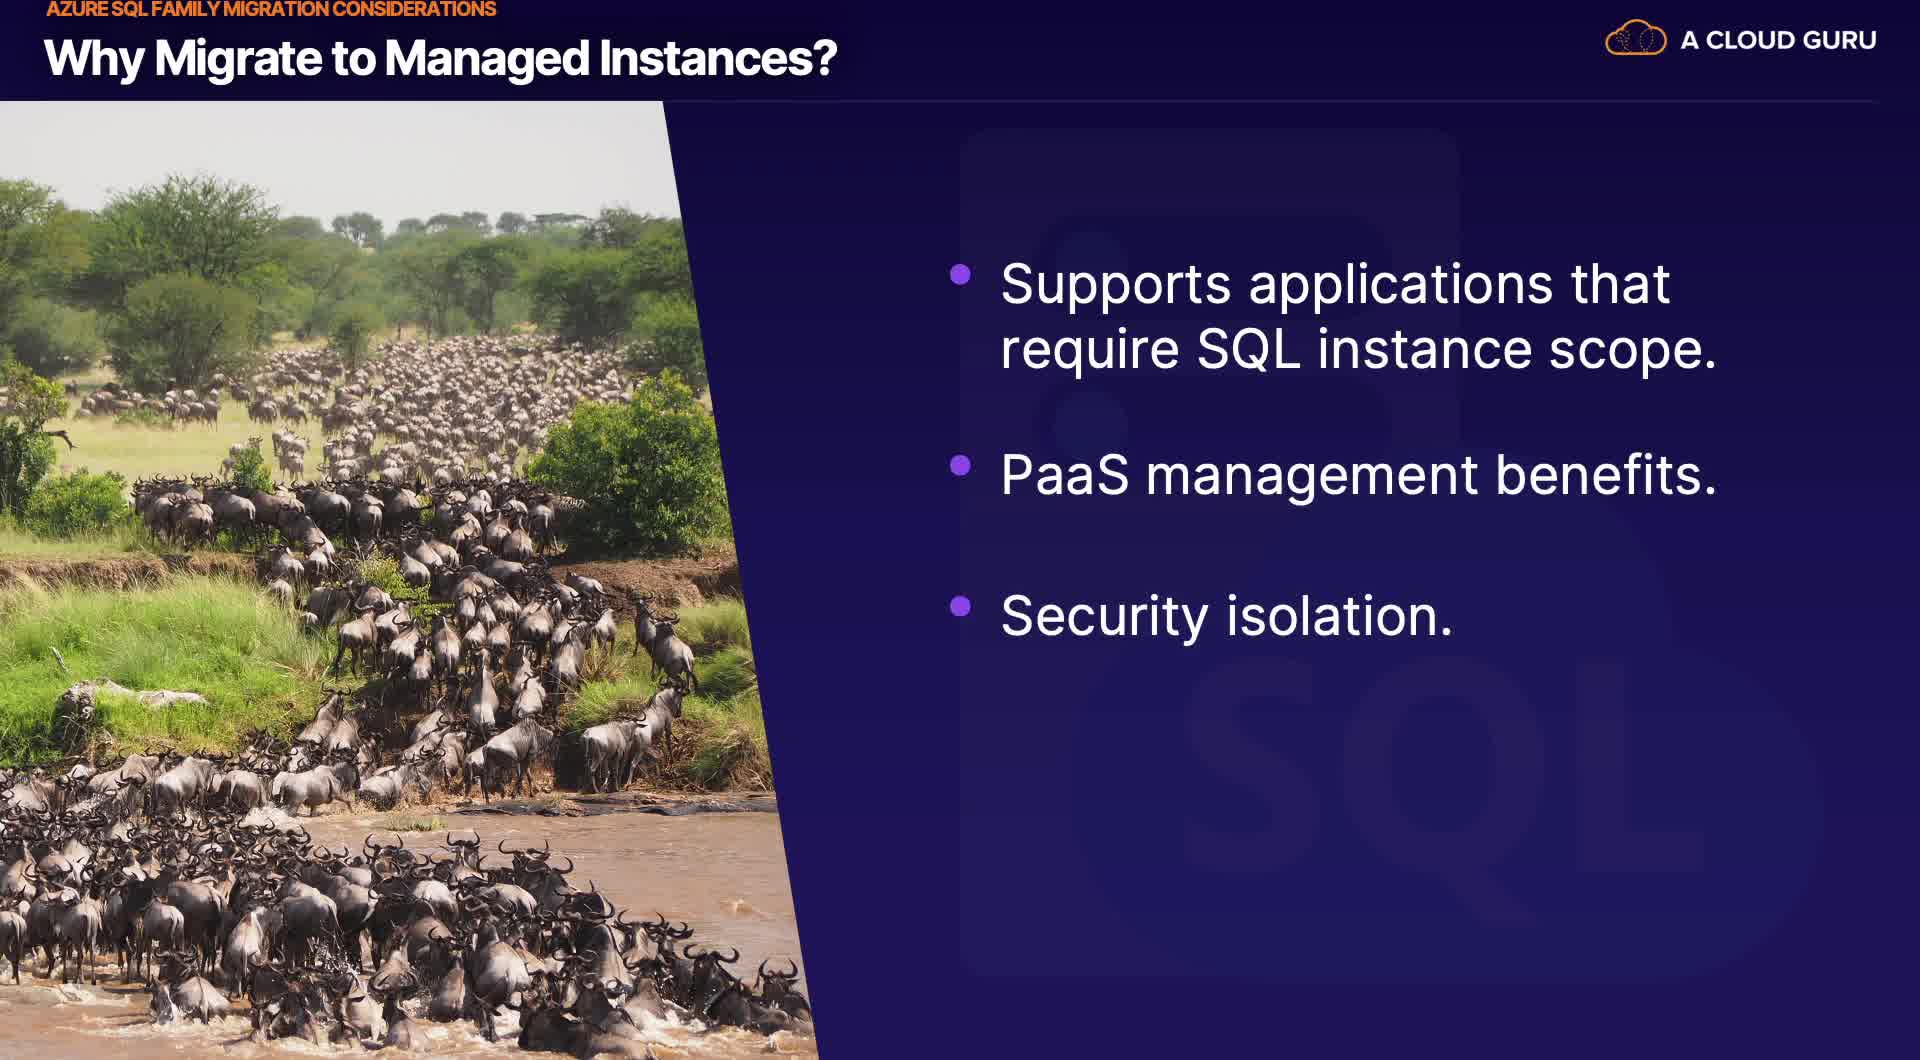 AZURE SQL FAMILY MIGRATION CONSIDERATIONS
Why Migrate to Managed Instances?
A CLOUD GURU
Supports applications that
require SQL instance scope.
PaaS management benefits.
Security isolation.
SQL